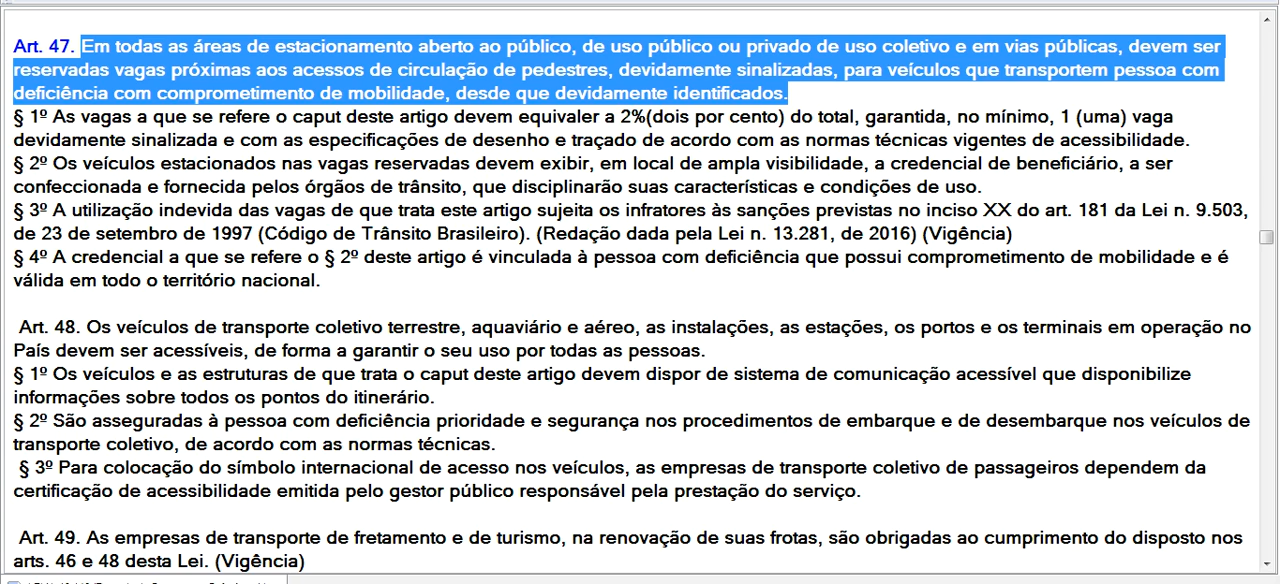 Art. 47. Em todas as áreas de estacionamento aberto ao público, de uso público ou privado de uso coletivo e em vias públicas, devem ser
reservadas vagas próximas aos acessos de circulação de pedestres, devidamente sinalizadas, para veículos que transportem pessoa com
deficiência com comprometimento de mobilidade, desde que devidamente identificados.
§ 1º As vagas a que se refere o caput deste artigo devem equivaler a 2%(dois por cento) do total, garantida, no mínimo, 1 (uma) vaga
devidamente sinalizada e com as especificações de desenho e traçado de acordo com as normas técnicas vigentes de acessibilidade.
§ 2º Os veículos estacionados nas vagas reservadas devem exibir, em local de ampla visibilidade, a credencial de beneficiário, a ser
confeccionada e fornecida pelos órgãos de trânsito, que disciplinarão suas características e condições de uso.
§ 3º A utilização indevida das vagas de que trata este artigo sujeita os infratores às sanções previstas no inciso XX do art. 181 da Lei n. 9.503,
de 23 de setembro de 1997 (Código de Trânsito Brasileiro). (Redação dada pela Lei n. 13.281, de 2016) (Vigência)
§ 4º A credencial a que se refere o § 2º deste artigo é vinculada à pessoa com deficiência que possui comprometimento de mobilidade e é
válida em todo o território nacional.
Art. 48. Os veículos de transporte coletivo terrestre, aquaviário e aéreo, as instalações, as estações, os portos e os terminais em operação no
País devem ser acessíveis, de forma a garantir o seu uso por todas as pessoas.
§ 1º Os veículos e as estruturas de que trata o caput deste artigo devem dispor de sistema de comunicação acessível que disponibilize
informações sobre todos os pontos do itinerário.
§ 2º São asseguradas à pessoa com deficiência prioridade e segurança nos procedimentos de embarque e de desembarque nos veículos de
transporte coletivo, de acordo com as normas técnicas.
§ 3º Para colocação do símbolo internacional de acesso nos veículos, as empresas de transporte coletivo de passageiros dependem da
certificação de acessibilidade emitida pelo gestor público responsável pela prestação do serviço.
Art. 49. As empresas de transporte de fretamento e de turismo, na renovação de suas frotas, são obrigadas ao cumprimento do disposto nos
arts. 46 e 48 desta Lei. (Vigência)